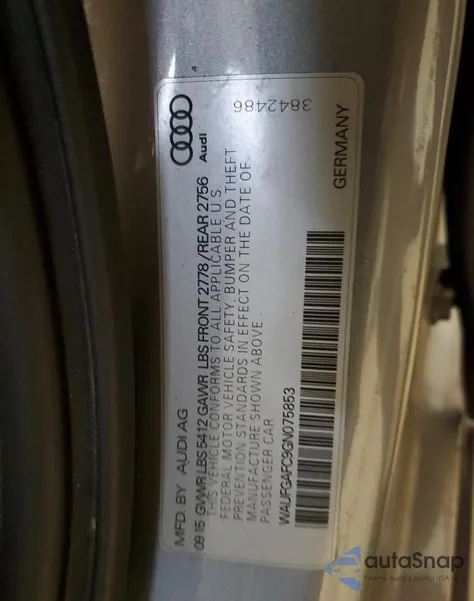 MFD. BY AUDI AG
09 15 GVWR LBS 5412 GAWR LBS FRONT 2778 / REAR 2756
THIS VEHICLE CONFORMS TO ALL APPLICABLE U.S
FEDERAL MOTOR VEHICLE SAFETY, BUMPER AND THEFT
PREVENTION STANDARDS IN EFFECT ON THE DATE OF
MANUFACTURE SHOWN ABOVE.
PASSENGER CAR
WAUFGAFC9GN075853
Audi
3842486
GERMANY
autaSnap